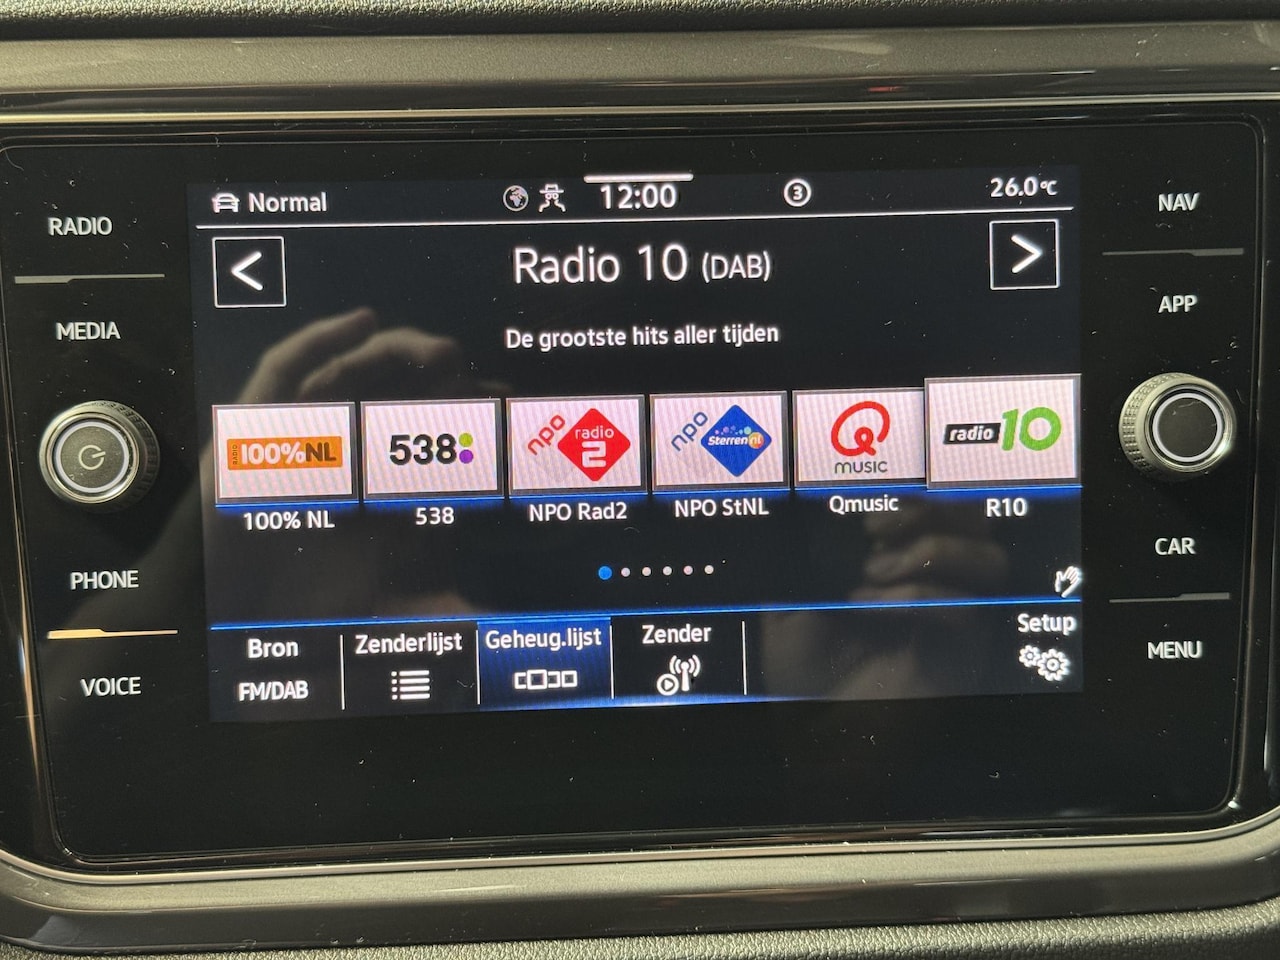 RADIO
MEDIA
PHONE
VOICE
Normal
12:00
3
26.0°C
Radio 10 (DAB)
De grootste hits aller tijden
RADIO 100%NL
538
npo radio 2
npo Sterren nl
Q MUSIC
radio 10
100% NL
538
NPO Rad2
NPO StNL
Qmusic
R10
Bron
FM/DAB
Zenderlijst
Geheug.lijst
Zender
Setup
NAV
APP
CAR
MENU